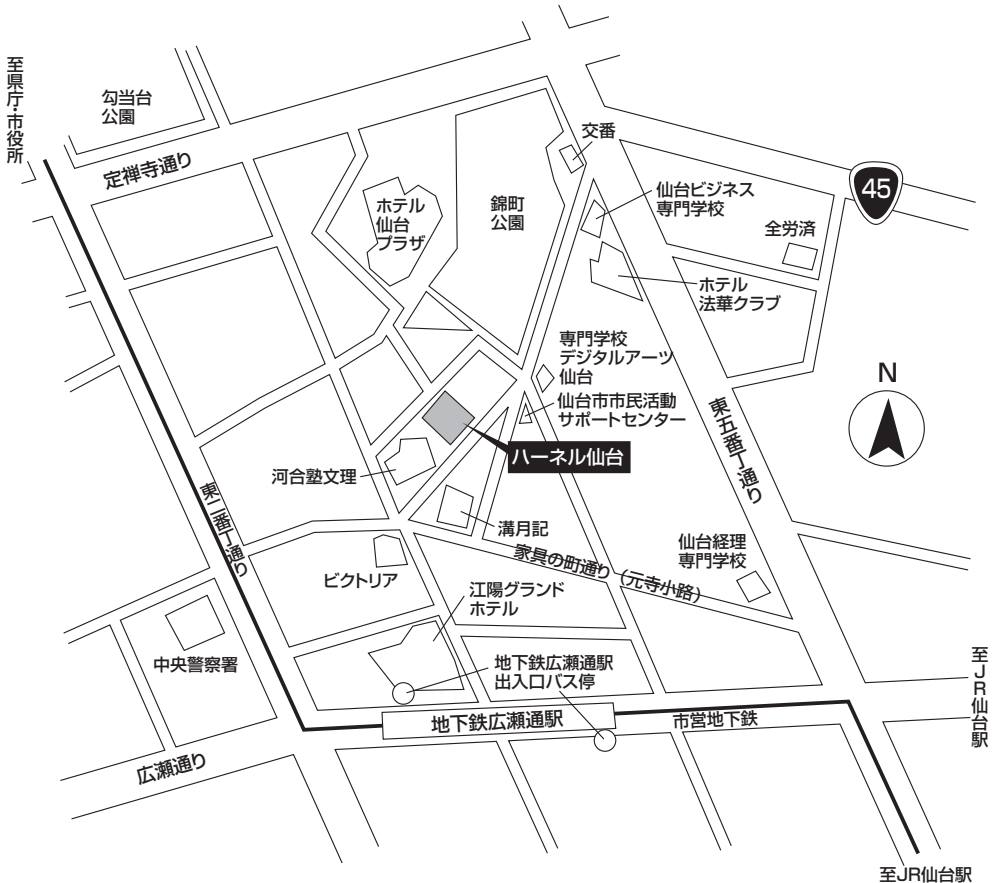 至県庁・市役所
勾当台
公園
定禅寺通り
交番
45
ホテル
仙台
プラザ
錦町
公園
仙台ビジネス
専門学校
全労済
ホテル
法華クラブ
専門学校
デジタルアーツ
仙台
仙台市市民活動
サポートセンター
N
東五番丁通り
ハーネル仙台
河合塾文理
東二番丁通り
溝月記
家具の町通り(元寺小路)
仙台経理
専門学校
ビクトリア
江陽グランド
ホテル
中央警察署
地下鉄広瀬通駅
出入口バス停
至JR仙台駅
地下鉄広瀬通駅
市営地下鉄
広瀬通り
至JR仙台駅